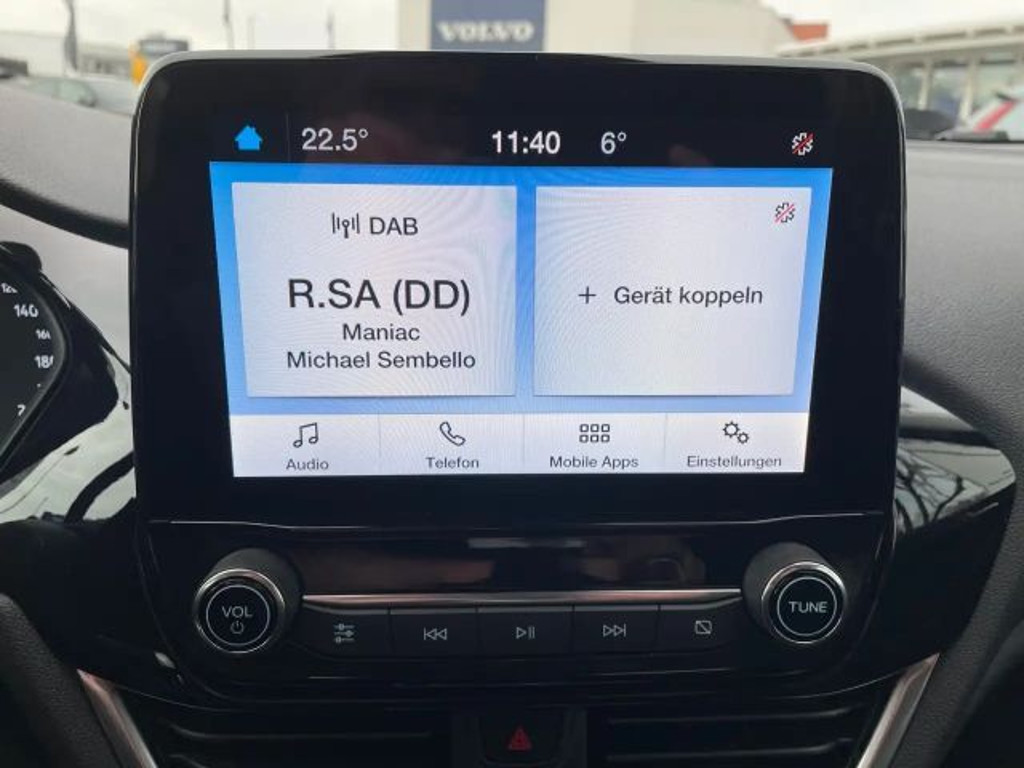 VOLVO
22.5° 11:40 6°
DAB
R.SA (DD)
Maniac
Michael Sembello
+ Gerät koppeln
Audio Telefon Mobile Apps Einstellungen
140
180
VOL
TUNE